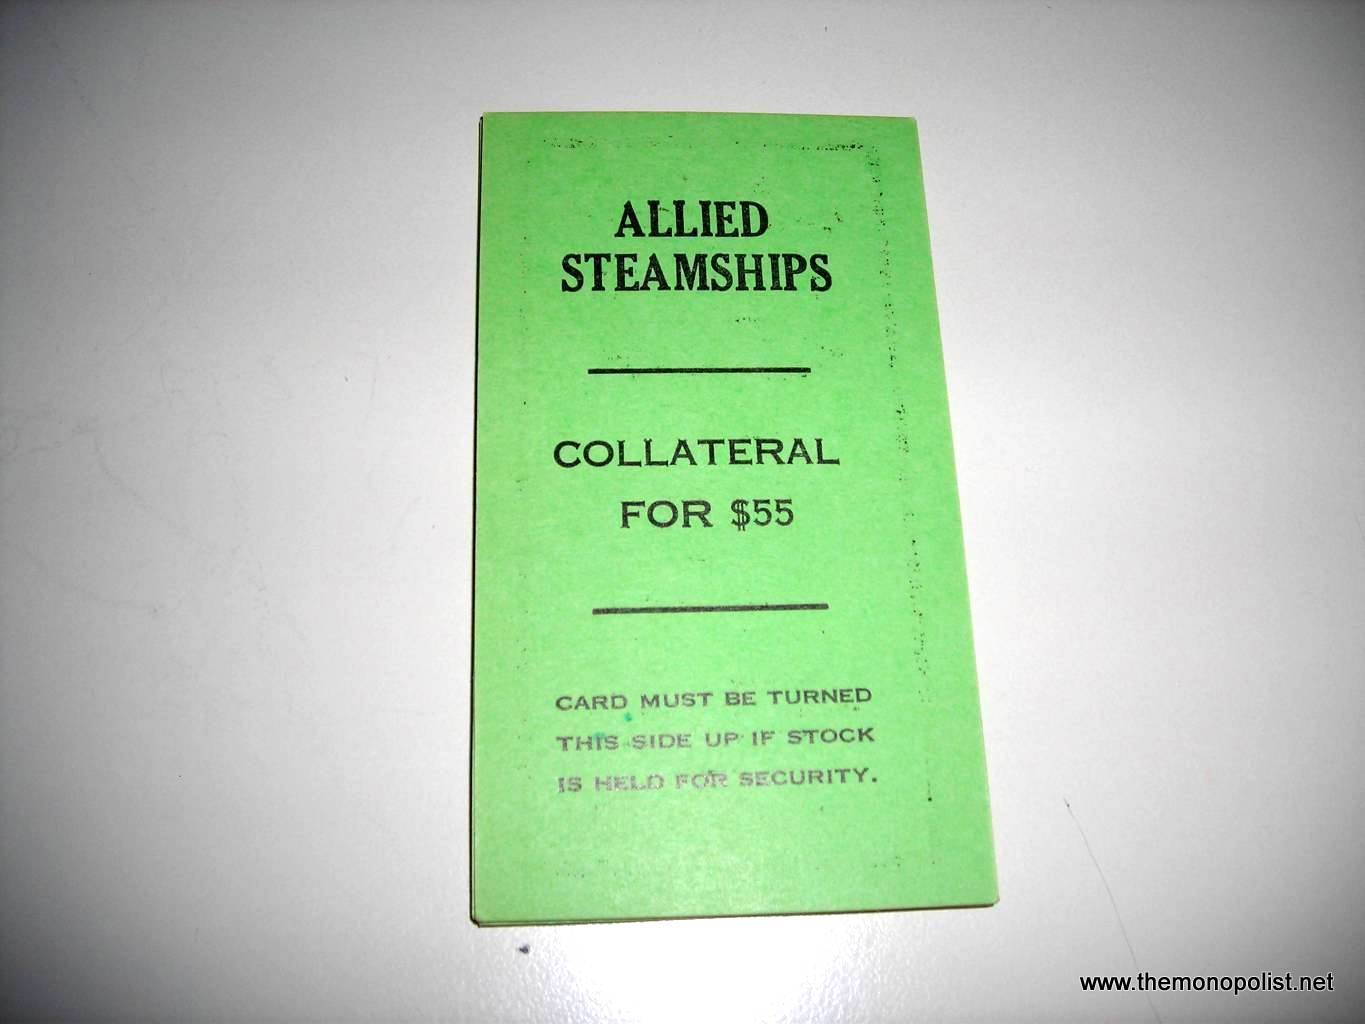 ALLIED
STEAMSHIPS
COLLATERAL
FOR $55
CARD MUST BE TURNED
THIS SIDE UP IF STOCK
IS HELD FOR SECURITY.
www.themonopolist.net